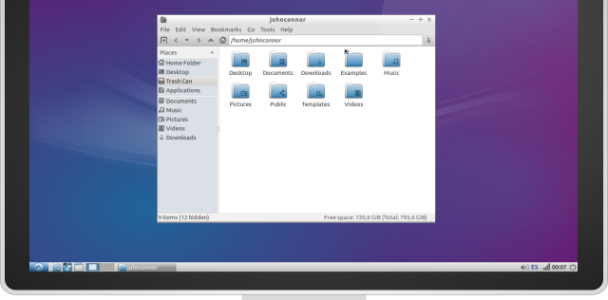 johnconnor
File Edit View Bookmarks Go Tools Help
/home/johnconnor
Places
Home Folder
Desktop
Trash Can
Applications
Documents
Music
Pictures
Videos
Downloads
Desktop Documents Downloads Examples Music
Pictures Public Templates Videos
9 items (12 hidden) Free space: 720,6 GiB (Total: 793,6 GiB)
johnconnor ES 00:07